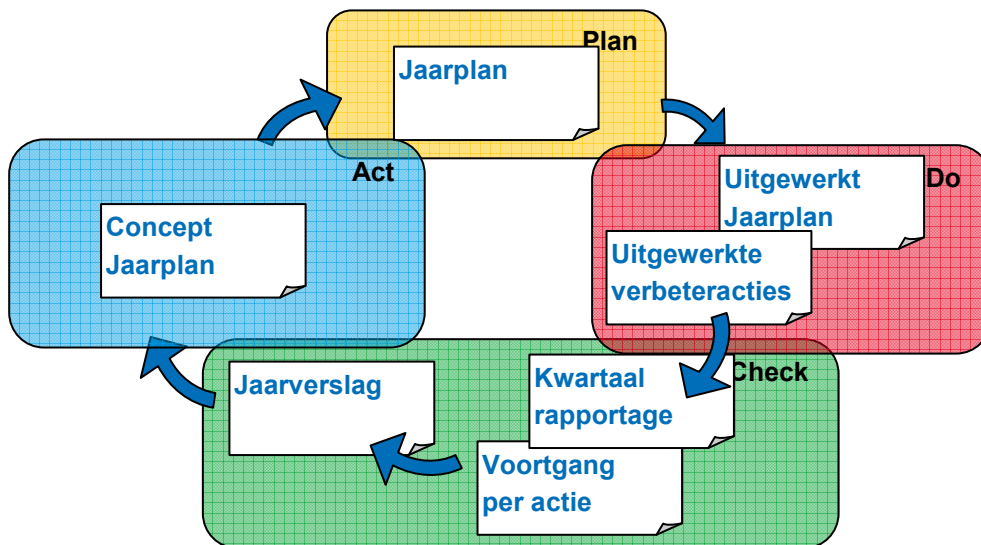 Plan
Jaarplan
Do
Uitgewerkt
Jaarplan
Uitgewerkte
verbeteracties
Check
Kwartaal
rapportage
Voortgang
per actie
Jaarverslag
Act
Concept
Jaarplan